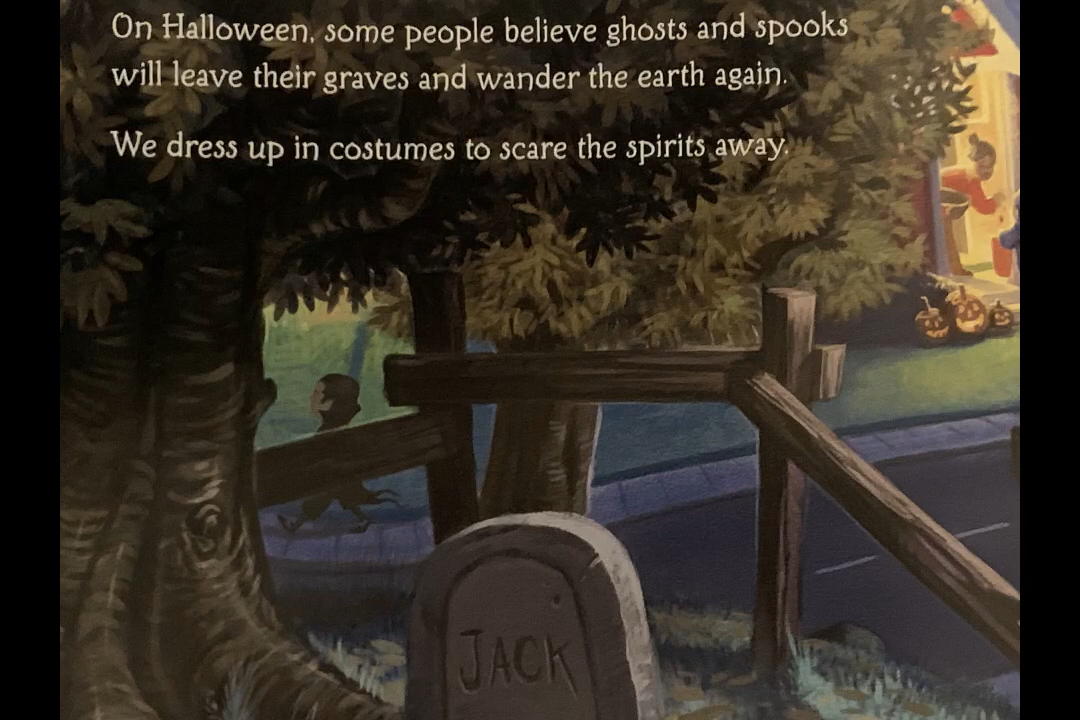 On Halloween, some people believe ghosts and spooks
will leave their graves and wander the earth again.
We dress up in costumes to scare the spirits away.
JACK